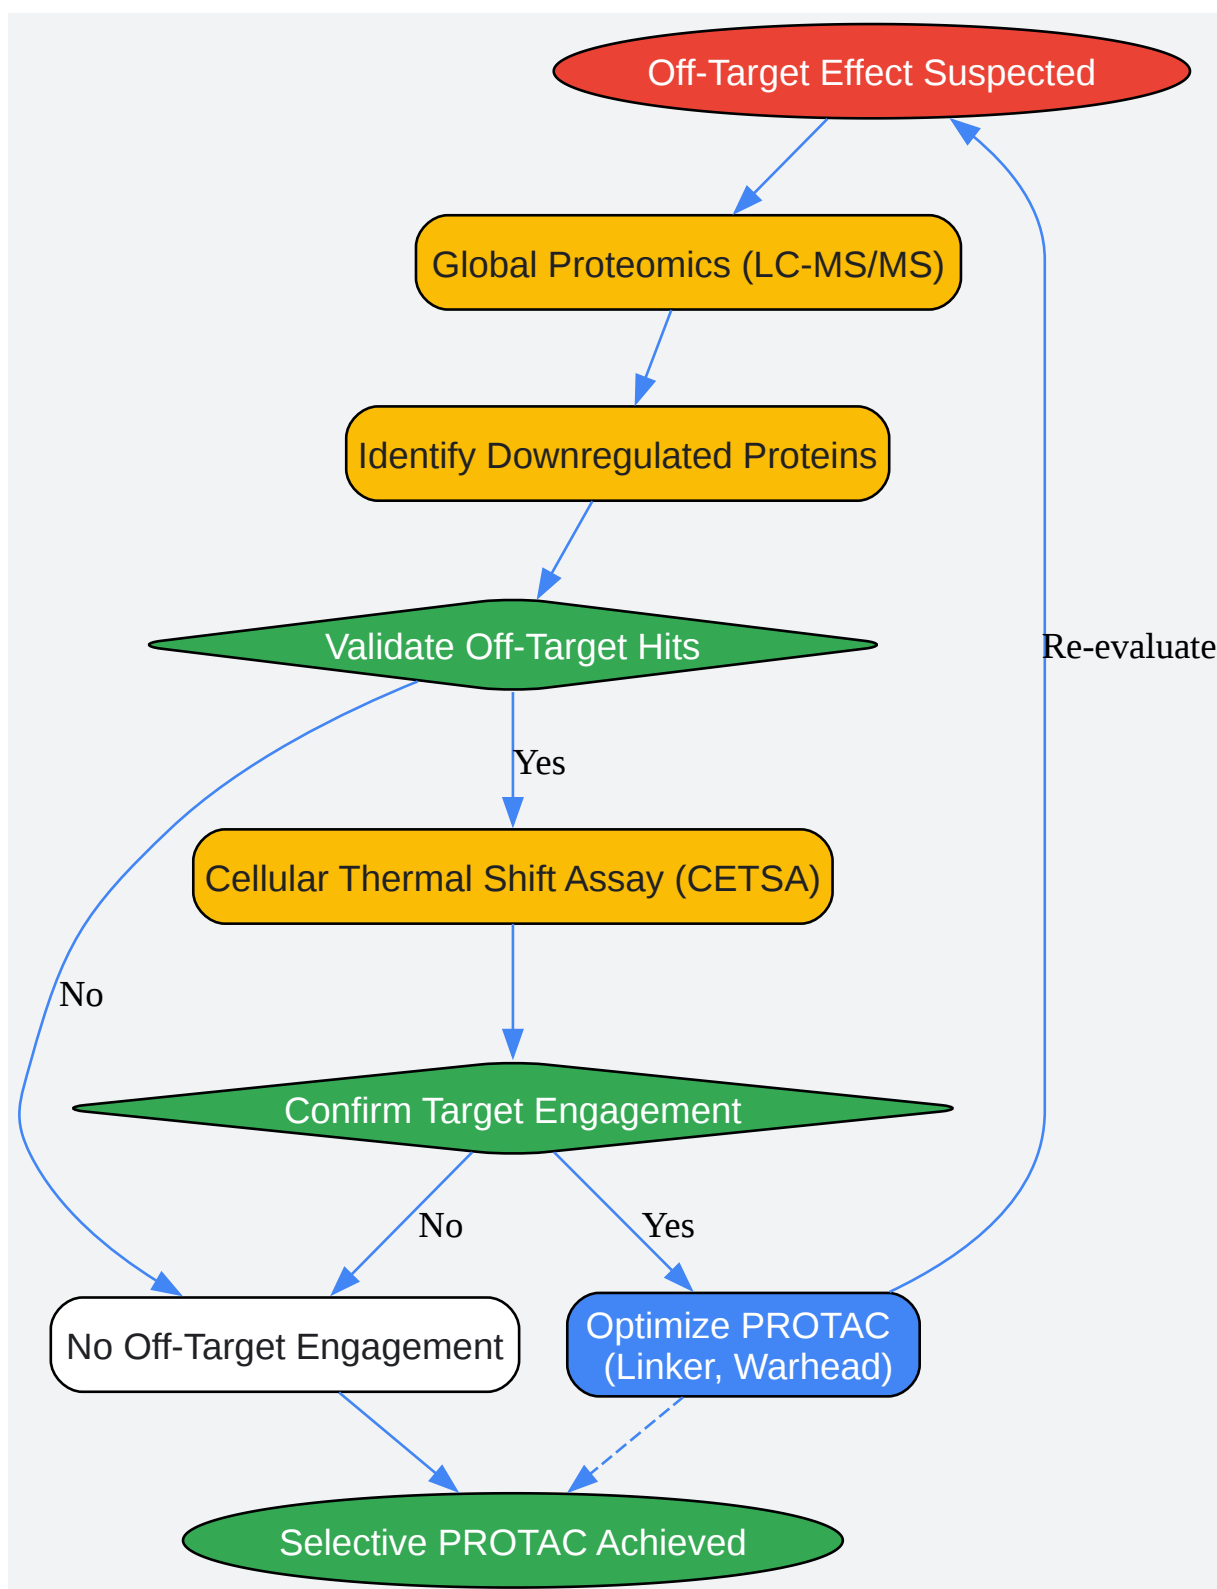 Off-Target Effect Suspected
Global Proteomics (LC-MS/MS)
Identify Downregulated Proteins
Validate Off-Target Hits
Re-evaluate
Yes
Cellular Thermal Shift Assay (CETSA)
No
Confirm Target Engagement
No
Yes
No Off-Target Engagement
Optimize PROTAC
(Linker, Warhead)
Selective PROTAC Achieved